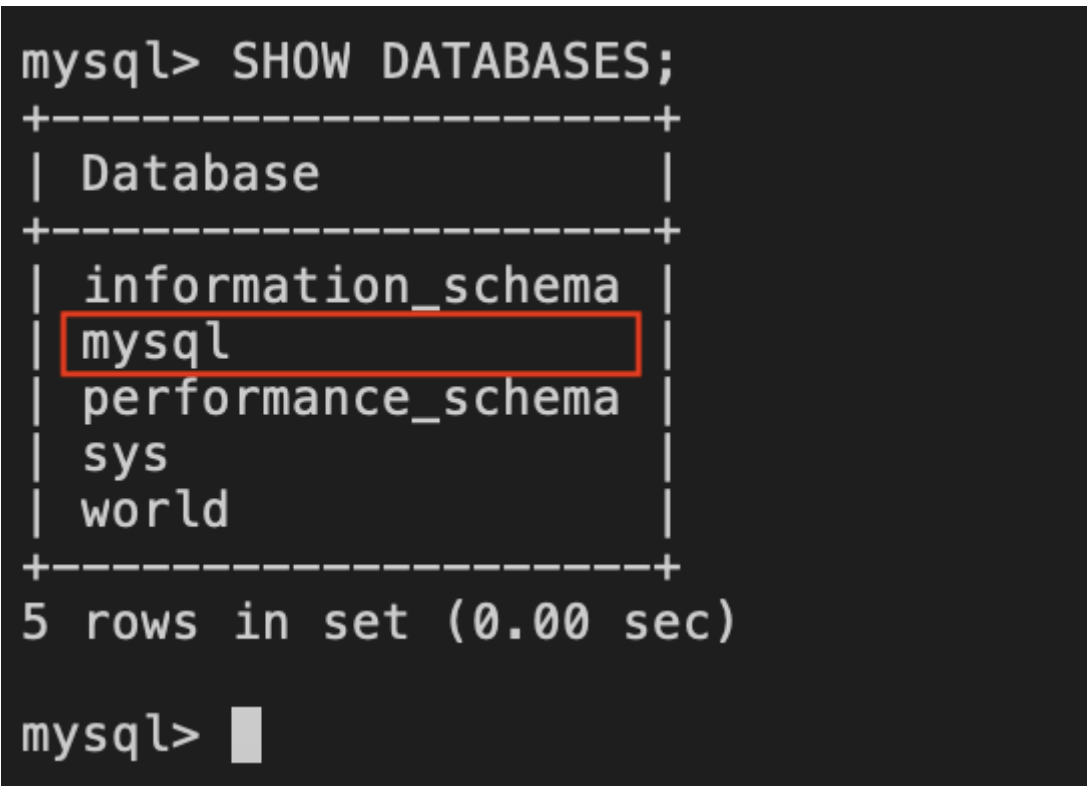 mysql> SHOW DATABASES;
+--------------------+
| Database           |
+--------------------+
| information_schema |
| mysql              |
| performance_schema |
| sys                |
| world              |
+--------------------+
5 rows in set (0.00 sec)
mysql>